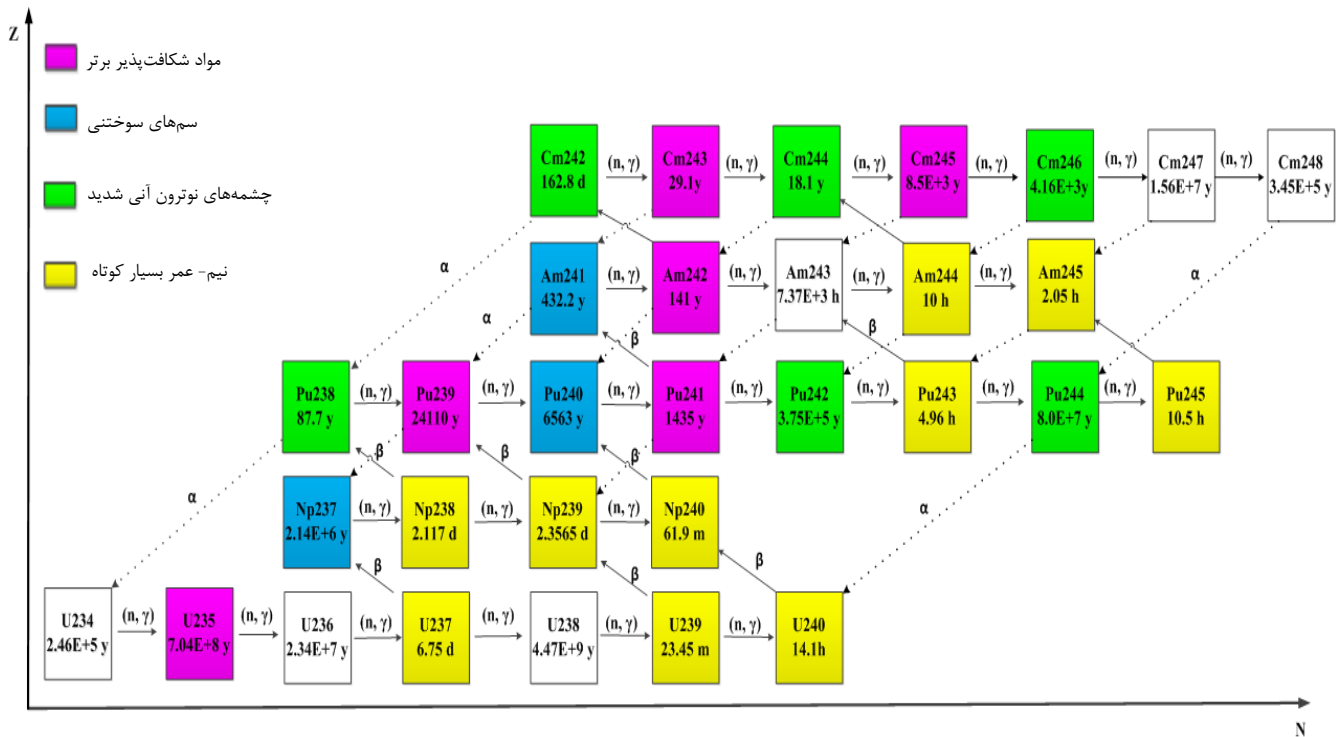 Z
مواد شکافت‌پذیر برتر
سم‌های سوختنی
چشمه‌های نوترون آنی شدید
نیم- عمر بسیار کوتاه
Cm242
162.8 d
(n, γ)
Cm243
29.1y
(n, γ)
Cm244
18.1 y
(n, γ)
Cm245
8.5E+3 y
(n, γ)
Cm246
4.16E+3y
(n, γ)
Cm247
1.56E+7 y
(n, γ)
Cm248
3.45E+5 y
α
α
Am241
432.2 y
(n, γ)
Am242
141 y
(n, γ)
Am243
7.37E+3 h
(n, γ)
Am244
10 h
(n, γ)
Am245
2.05 h
α
β
β
Pu238
87.7 y
(n, γ)
Pu239
24110 y
(n, γ)
Pu240
6563 y
(n, γ)
Pu241
1435 y
(n, γ)
Pu242
3.75E+5 y
(n, γ)
Pu243
4.96 h
(n, γ)
Pu244
8.0E+7 y
(n, γ)
Pu245
10.5 h
β
β
β
α
α
Np237
2.14E+6 y
(n, γ)
Np238
2.117 d
(n, γ)
Np239
2.3565 d
(n, γ)
Np240
61.9 m
β
β
β
U234
2.46E+5 y
(n, γ)
U235
7.04E+8 y
(n, γ)
U236
2.34E+7 y
(n, γ)
U237
6.75 d
(n, γ)
U238
4.47E+9 y
(n, γ)
U239
23.45 m
(n, γ)
U240
14.1h
N